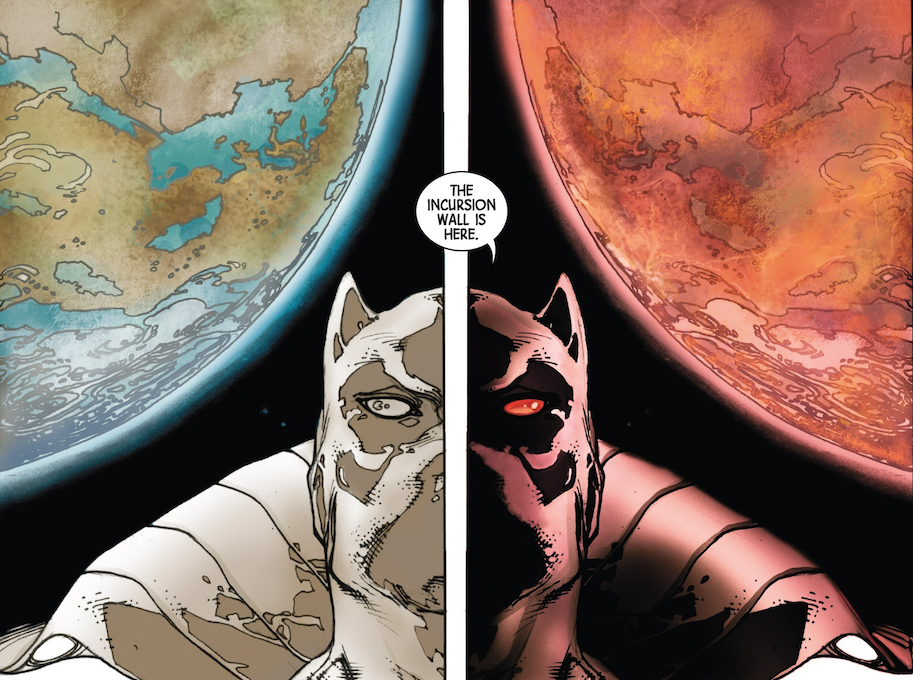 THE
INCURSION
WALL IS
HERE.